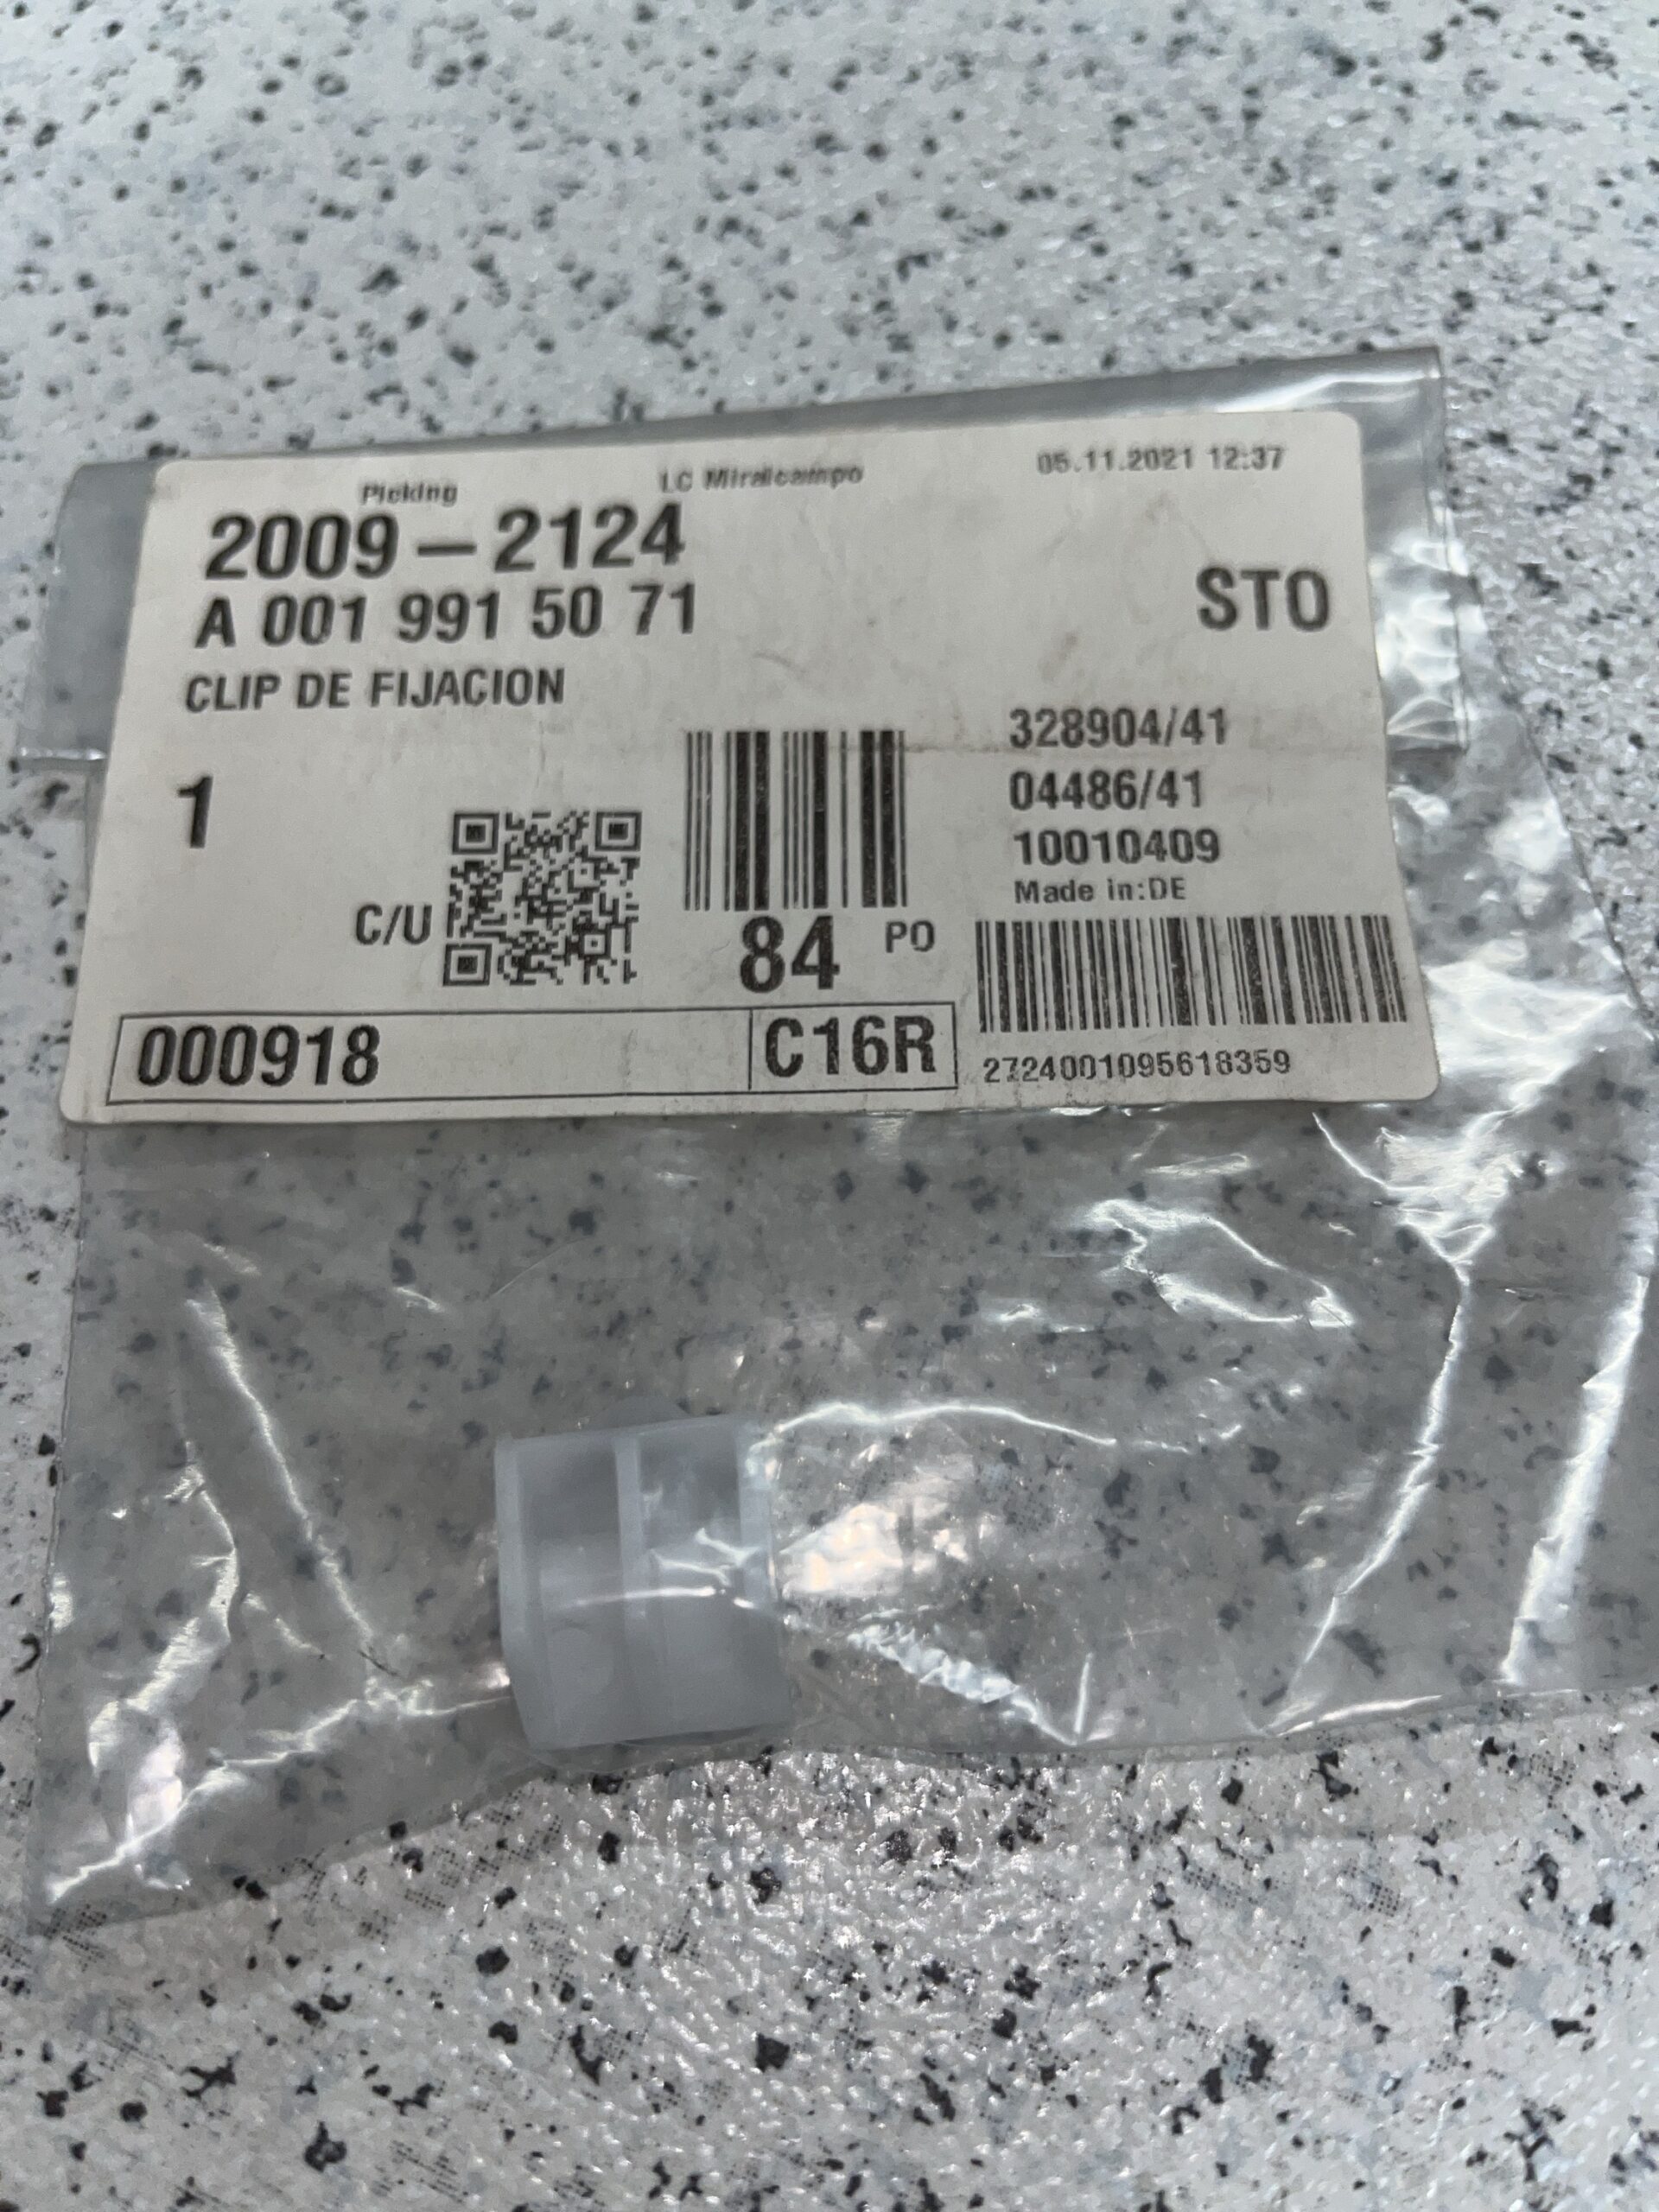 Picking LC Miralcampo 05.11.2021 12:37
2009-2124
A 001 991 50 71
STO
CLIP DE FIJACION
328904/41
1
04486/41
10010409
Made in:DE
C/U
84 PO
000918 C16R
2724001095618359